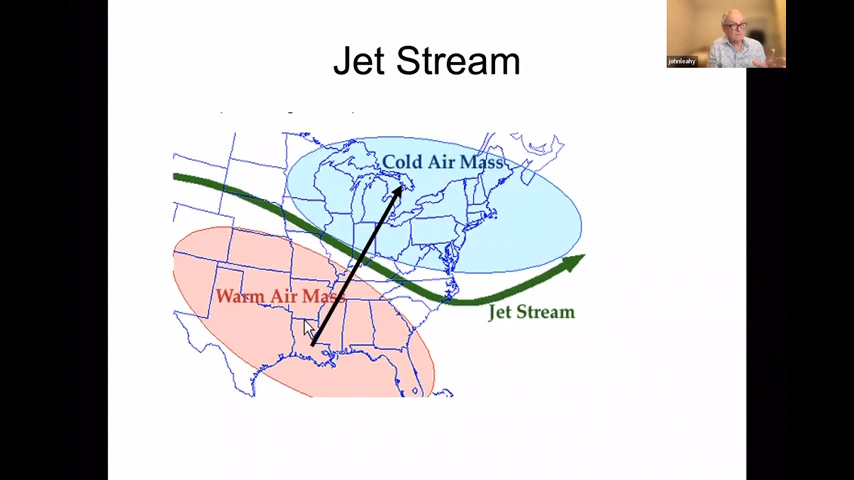 Jet Stream
johnleahy
Cold Air Mass
Warm Air Mass
Jet Stream